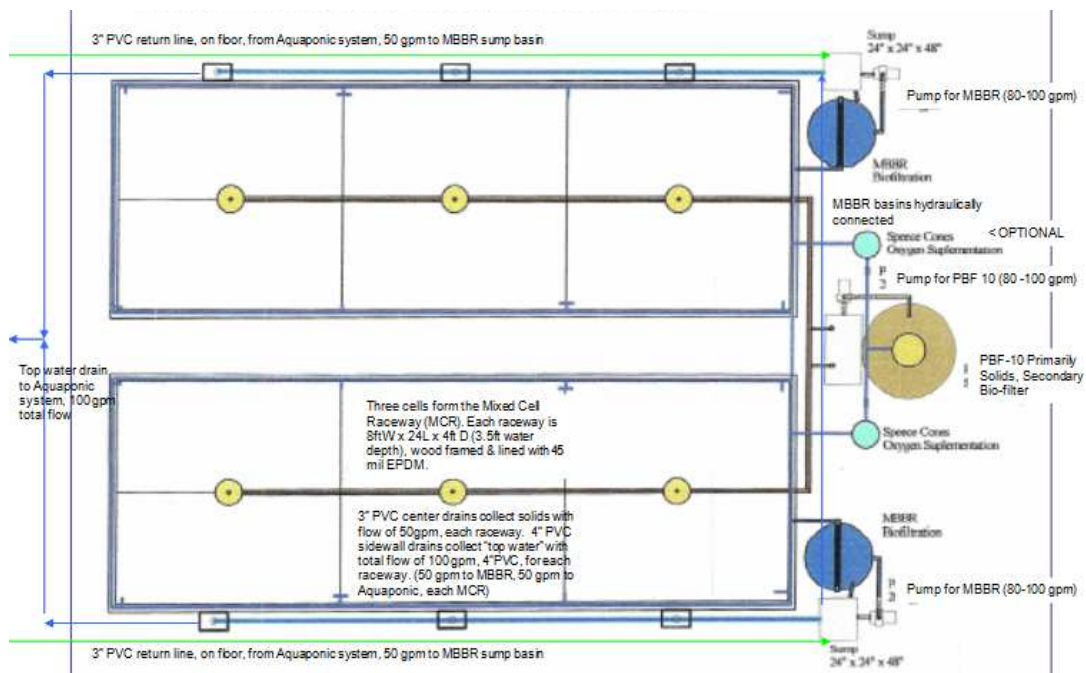 3" PVC return line, on floor, from Aquaponic system, 50 gpm to MBBR sump basin
Sump
24" x 24" x 48"
Pump for MBBR (80-100 gpm)
MBBR
Biofiltration
MBBR basins hydraulically
connected
< OPTIONAL
Speece Cones
Oxygen Suplementation
Pump for PBF 10 (80 -100 gpm)
Top water drain
to Aquaponic
system, 100 gpm
total flow
PBF-10 Primarily
Solids, Secondary
Bio-filter
Three cells form the Mixed Cell
Raceway (MCR). Each raceway is
8ftW x 24L x 4ft D (3.5ft water
depth), wood framed & lined with 45
mil EPDM.
Speece Cones
Oxygen Suplementation
3" PVC center drains collect solids with
flow of 50gpm, each raceway. 4" PVC
sidewall drains collect "top water" with
total flow of 100 gpm, 4"PVC, for each
raceway. (50 gpm to MBBR, 50 gpm to
Aquaponic, each MCR)
MBBR
Biofiltration
Pump for MBBR (80-100 gpm)
3" PVC return line, on floor, from Aquaponic system, 50 gpm to MBBR sump basin
Sump
24" x 24" x 48"